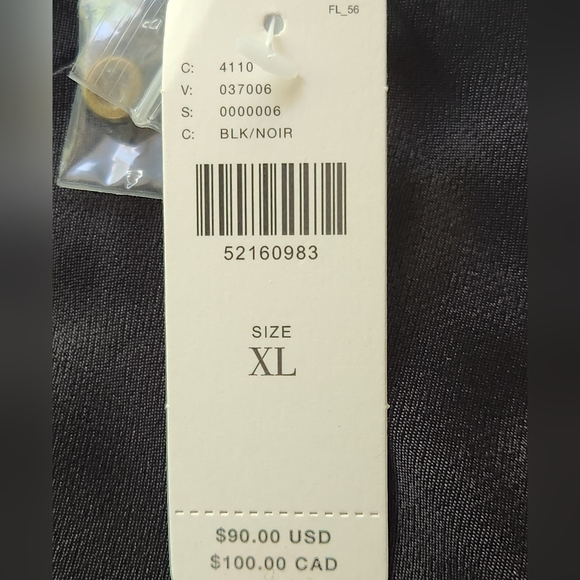 FL_56
C: 4110
V: 037006
S: 0000006
C: BLK/NOIR
52160983
SIZE
XL
$90.00 USD
$100.00 CAD